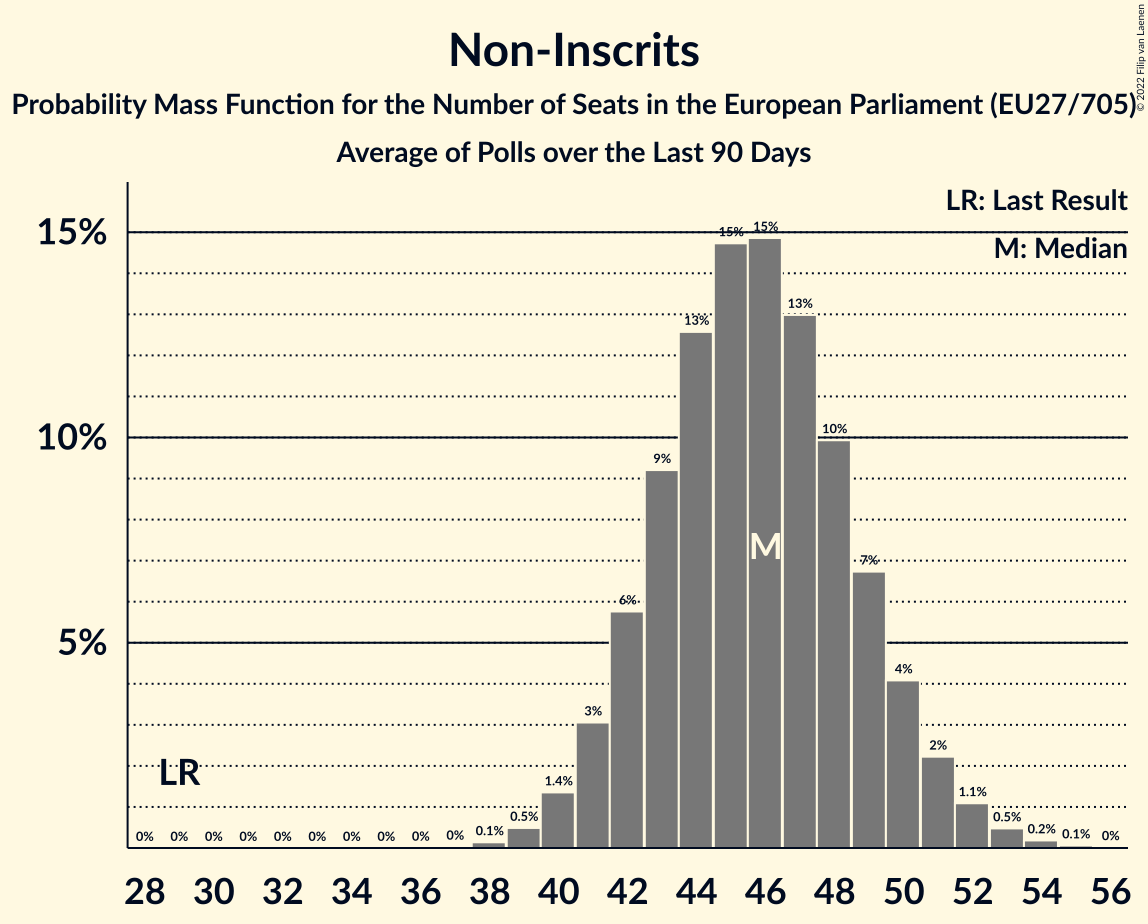 © 2022 Filip van Laenen
Non-Inscrits
Probability Mass Function for the Number of Seats in the European Parliament (EU27/705)
Average of Polls over the Last 90 Days
LR: Last Result
M: Median
15%
10%
5%
15%
15%
13%
13%
10%
9%
7%
6%
4%
3%
2%
1.4%
1.1%
0.5%
0.5%
0.2%
0.1%
0.1%
0% 0% 0% 0% 0% 0% 0% 0% 0% 0% 0%
M
LR
28 30 32 34 36 38 40 42 44 46 48 50 52 54 56